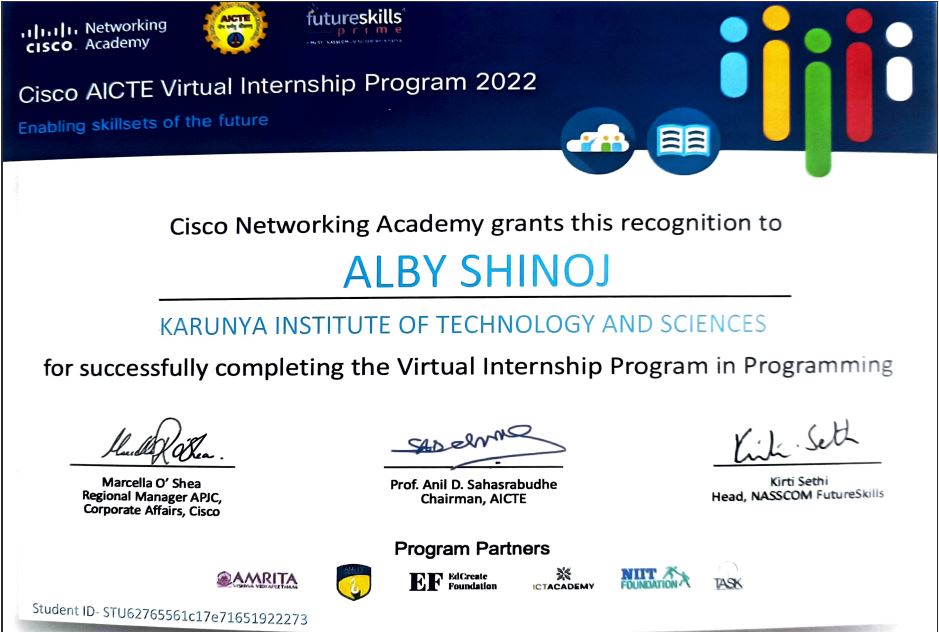 Networking
CISCO Academy
AICTE
futureskills
prime
Cisco AICTE Virtual Internship Program 2022
Enabling skillsets of the future
Cisco Networking Academy grants this recognition to
ALBY SHINOJ
KARUNYA INSTITUTE OF TECHNOLOGY AND SCIENCES
for successfully completing the Virtual Internship Program in Programming
Kirti Seth
Marcella O' Shea
Regional Manager APJC,
Corporate Affairs, Cisco
Prof. Anil D. Sahasrabudhe
Chairman, AICTE
Kirti Sethi
Head, NASSCOM FutureSkills
Program Partners
AMRITA
VISHWA VIDYAPEETHAM
EF EdCreate
Foundation
ICTACADEMY
NIIT
FOUNDATION
TASK
Student ID- STU62765561c17e71651922273